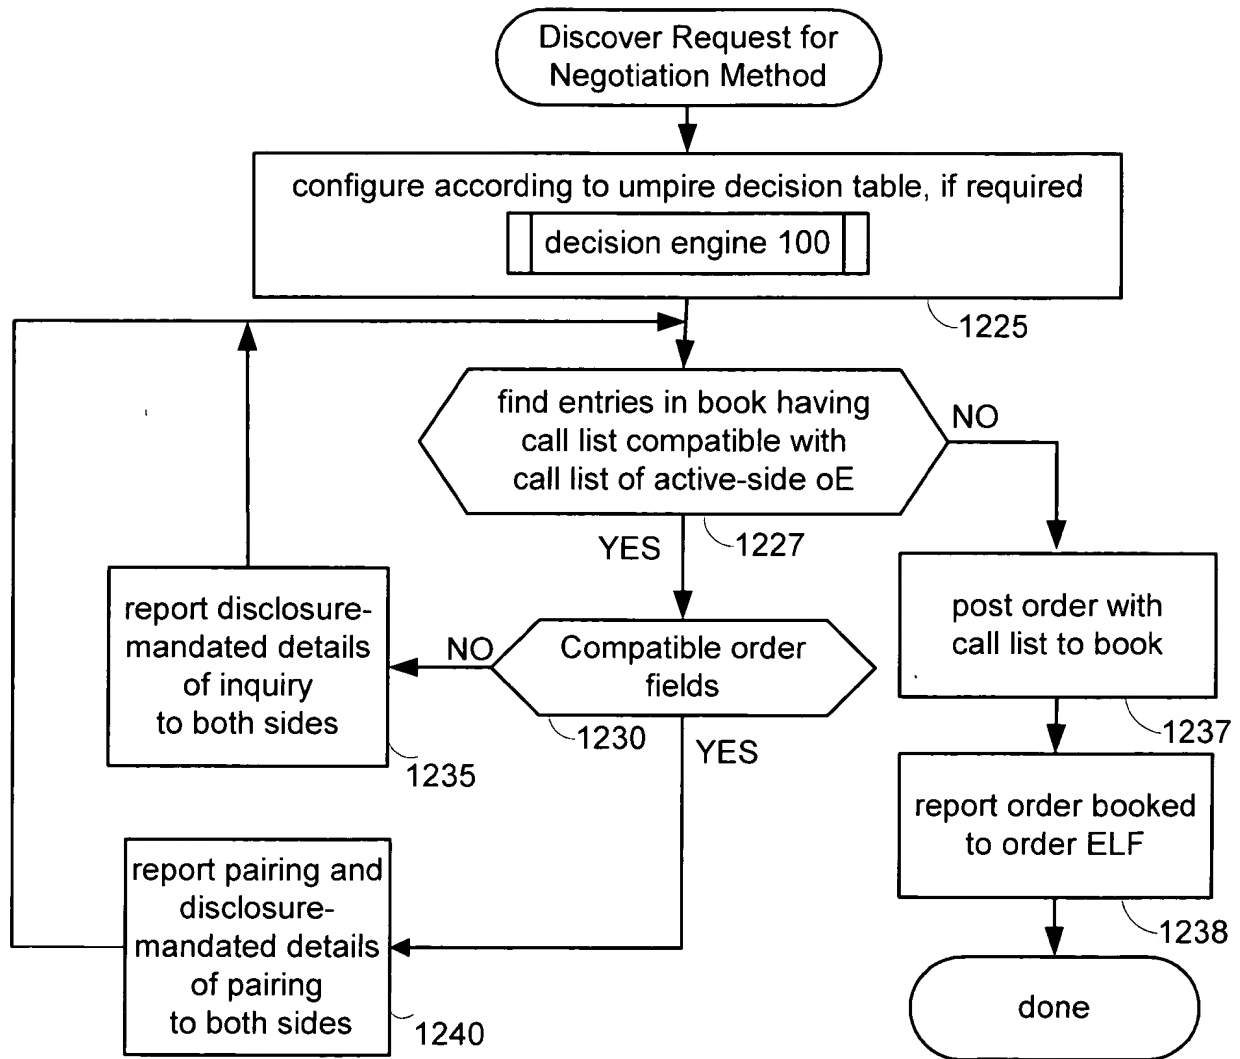 Discover Request for
Negotiation Method
configure according to umpire decision table, if required
decision engine 100
1225
find entries in book having
call list compatible with
call list of active-side oE
NO
YES
1227
post order with
call list to book
1237
report disclosure-
mandated details
of inquiry
to both sides
1235
NO
Compatible order
fields
1230
YES
report order booked
to order ELF
1238
report pairing and
disclosure-
mandated details
of pairing
to both sides
1240
done